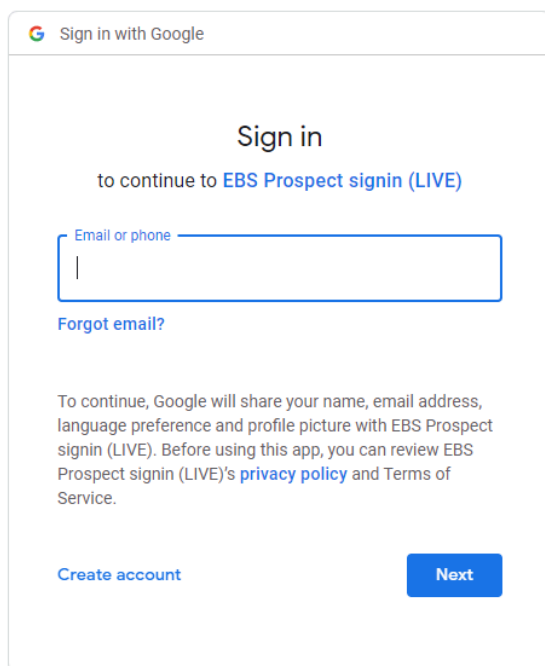 Sign in with Google
Sign in
to continue to EBS Prospect signin (LIVE)
Email or phone
Forgot email?
To continue, Google will share your name, email address,
language preference and profile picture with EBS Prospect
signin (LIVE). Before using this app, you can review EBS
Prospect signin (LIVE)'s privacy policy and Terms of
Service.
Create account
Next